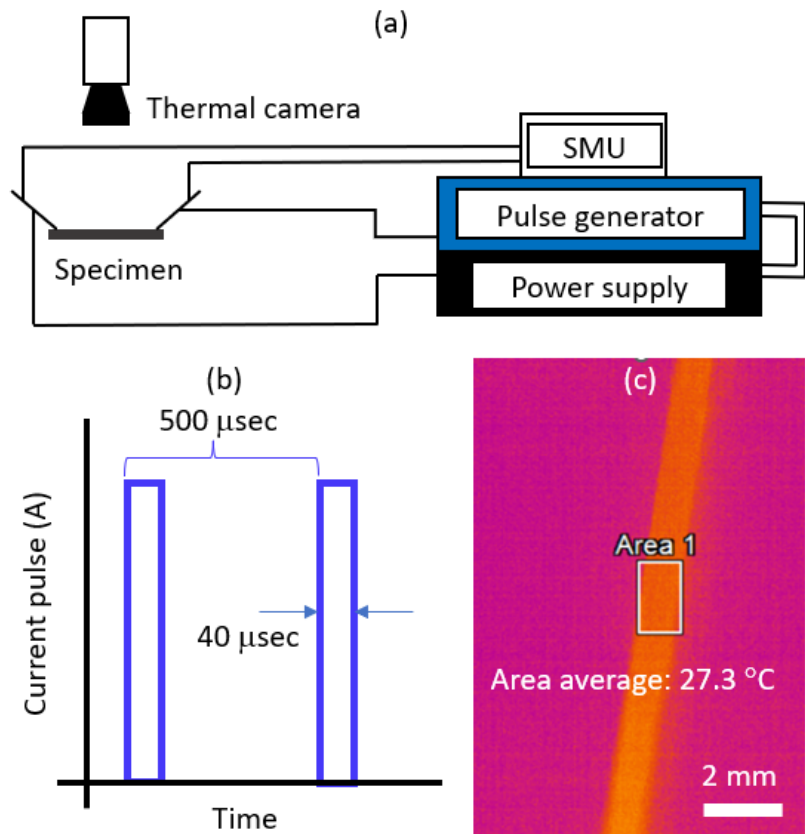 (a)
Thermal camera
SMU
Pulse generator
Specimen
Power supply
(b)
500 μsec
Current pulse (A)
40 μsec
Time
(c)
Area 1
Area average: 27.3 °C
2 mm